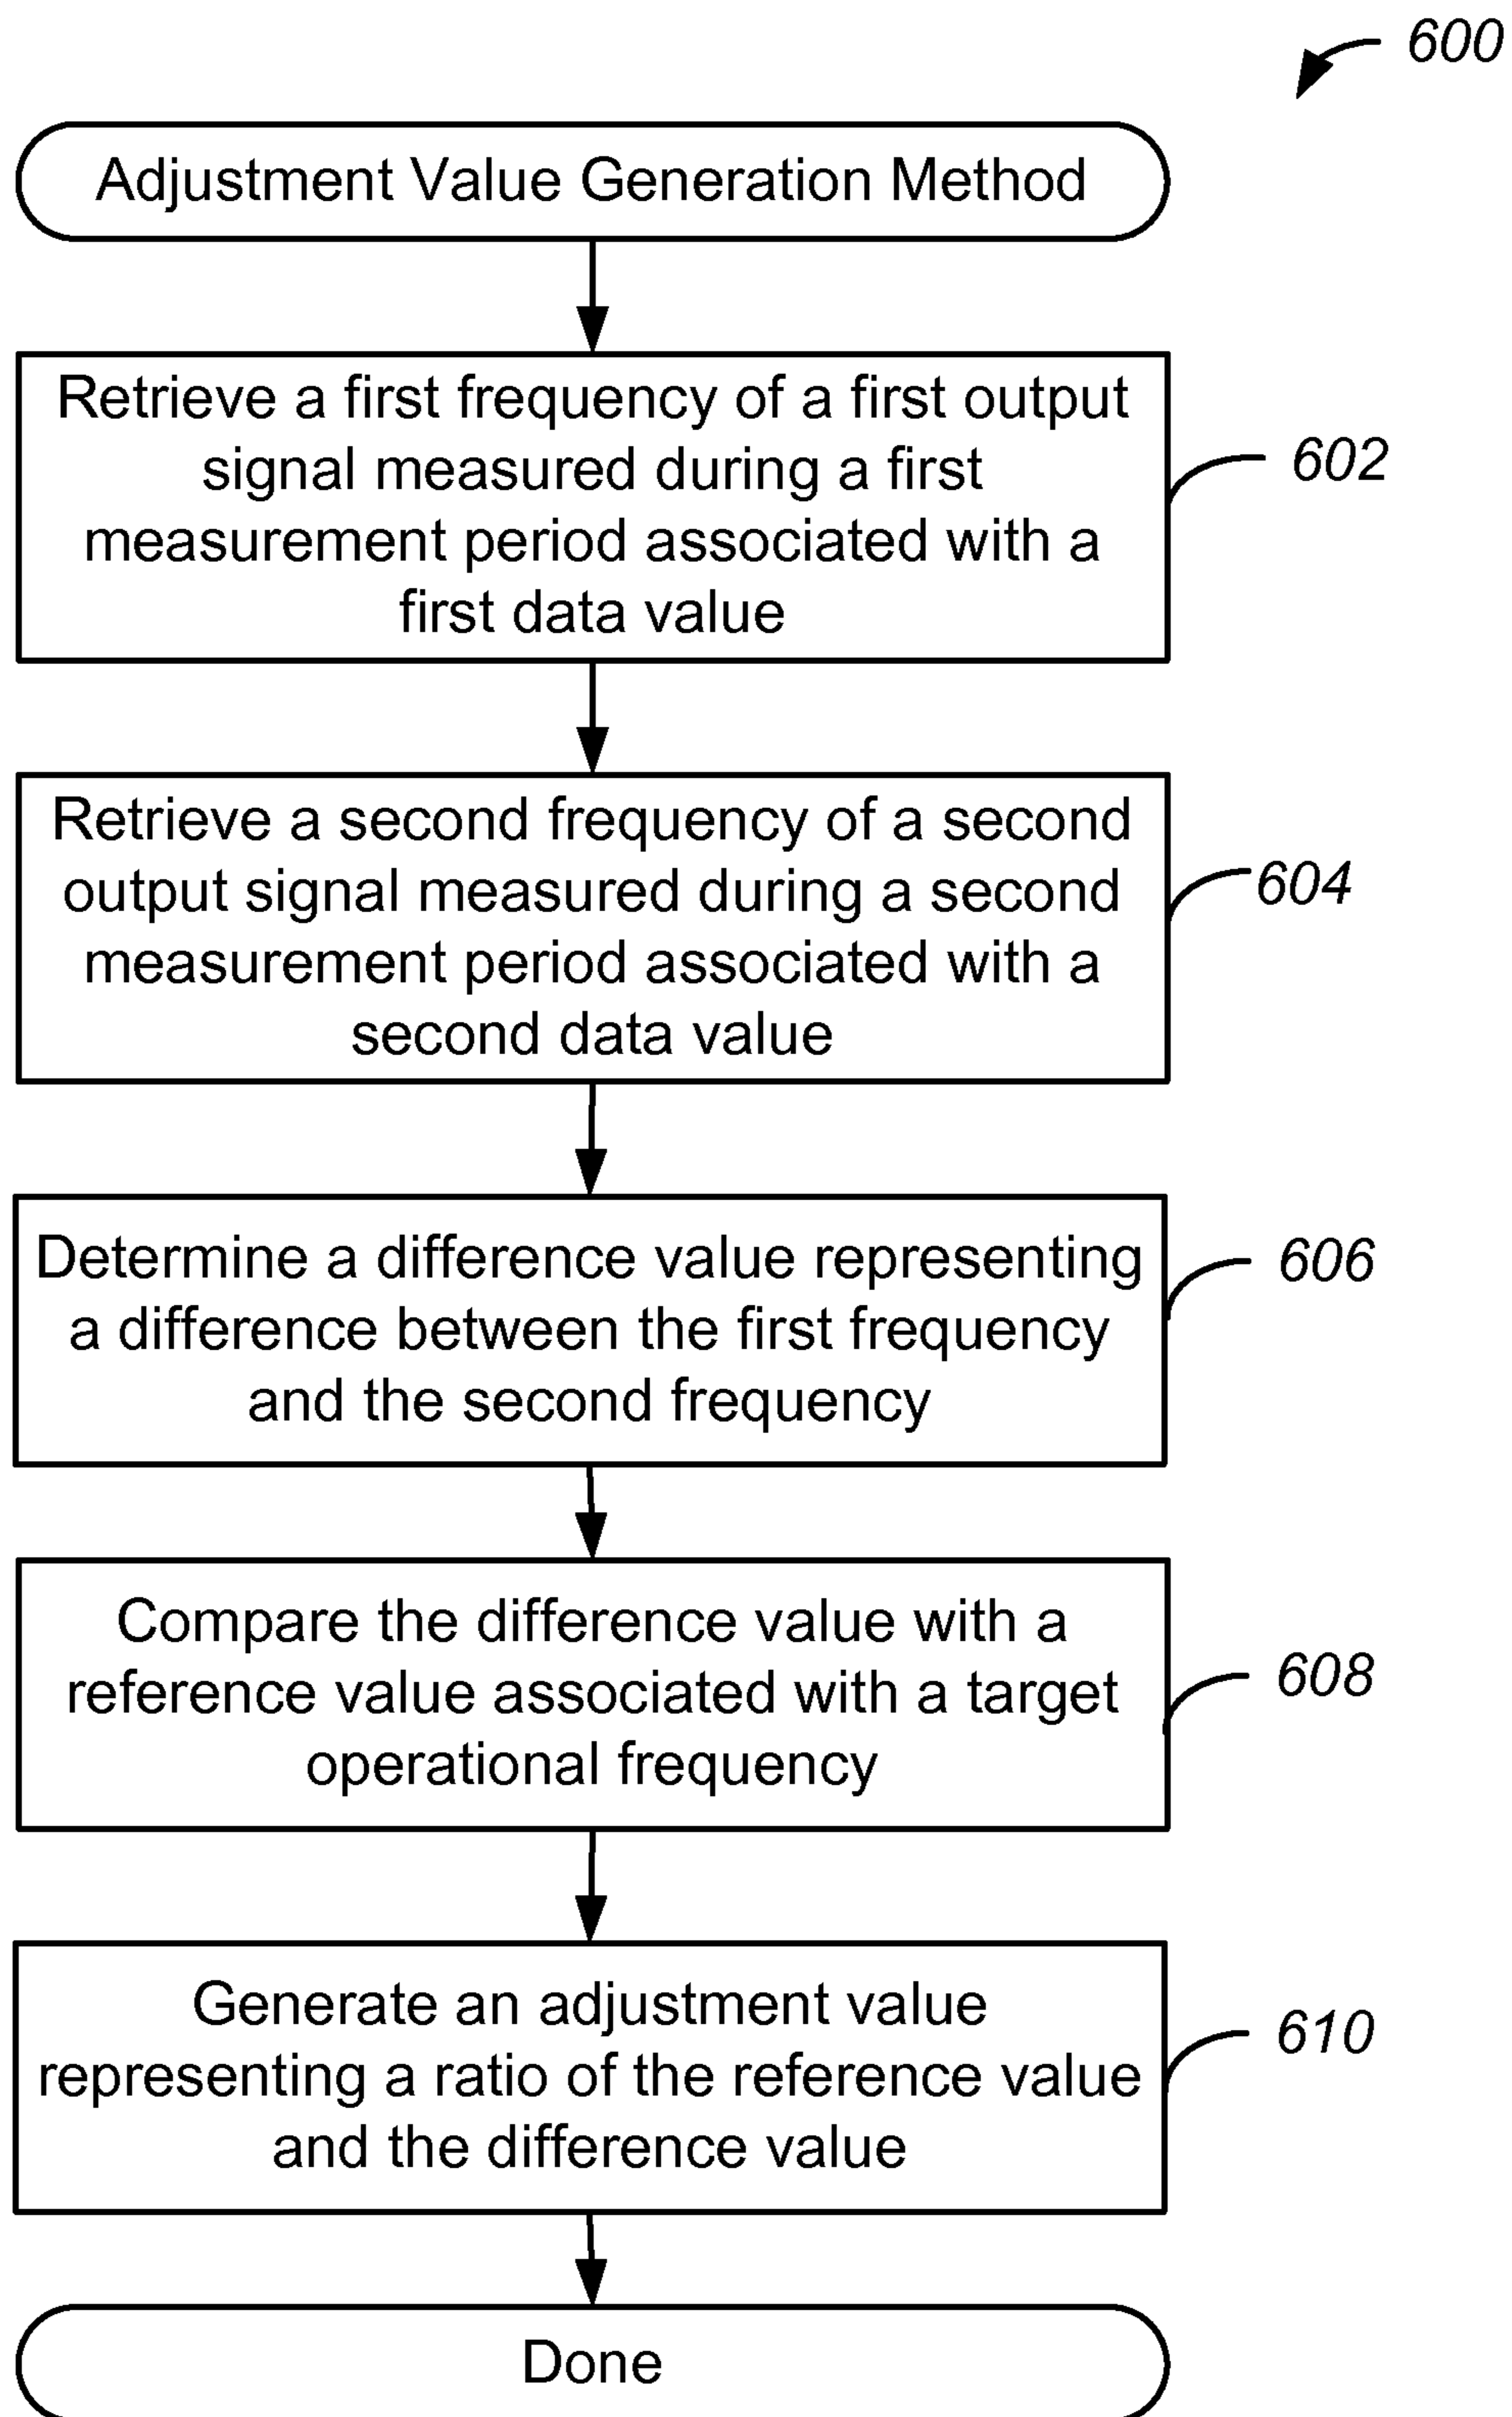 600
Adjustment Value Generation Method
Retrieve a first frequency of a first output
signal measured during a first
measurement period associated with a
first data value
602
Retrieve a second frequency of a second
output signal measured during a second
measurement period associated with a
second data value
604
Determine a difference value representing
a difference between the first frequency
and the second frequency
606
Compare the difference value with a
reference value associated with a target
operational frequency
608
Generate an adjustment value
representing a ratio of the reference value
and the difference value
610
Done